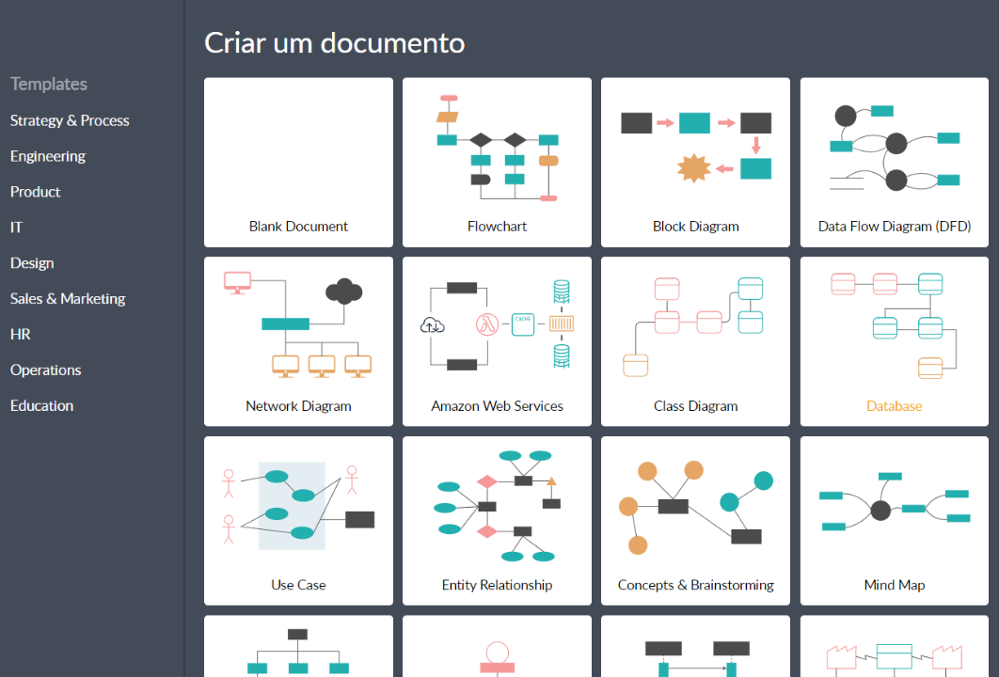 Criar um documento
Templates
Strategy & Process
Engineering
Product
IT
Design
Sales & Marketing
HR
Operations
Education
Blank Document
Flowchart
Block Diagram
Data Flow Diagram (DFD)
Network Diagram
CACHE
Amazon Web Services
Class Diagram
Database
Use Case
Entity Relationship
Concepts & Brainstorming
Mind Map